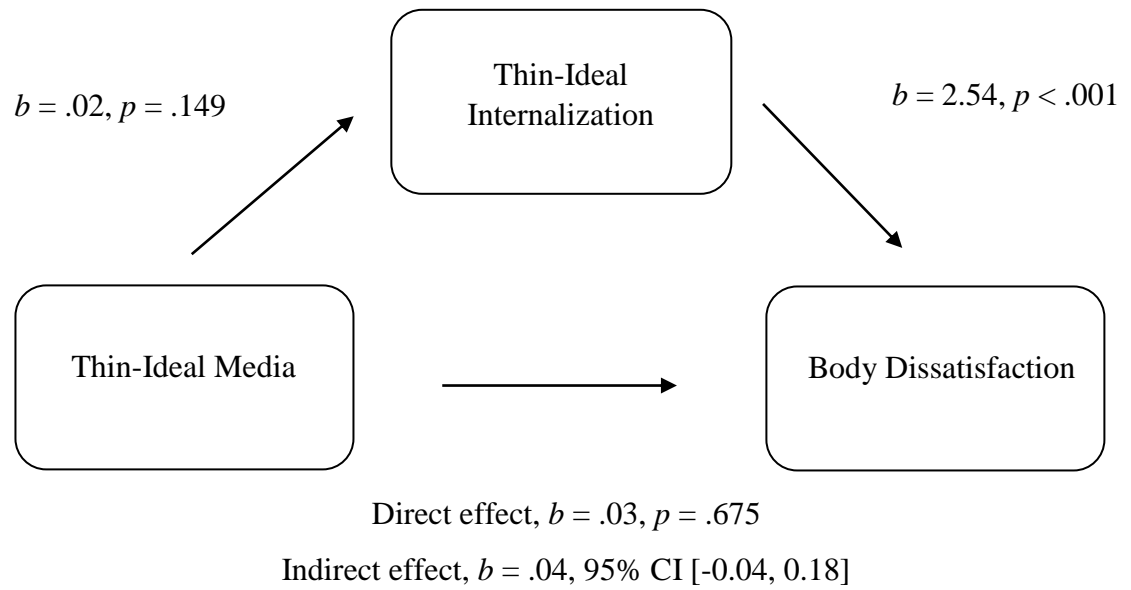 Thin-Ideal
Internalization
b = .02, p = .149
b = 2.54, p < .001
Thin-Ideal Media
Body Dissatisfaction
Direct effect, b = .03, p = .675
Indirect effect, b = .04, 95% CI [-0.04, 0.18]